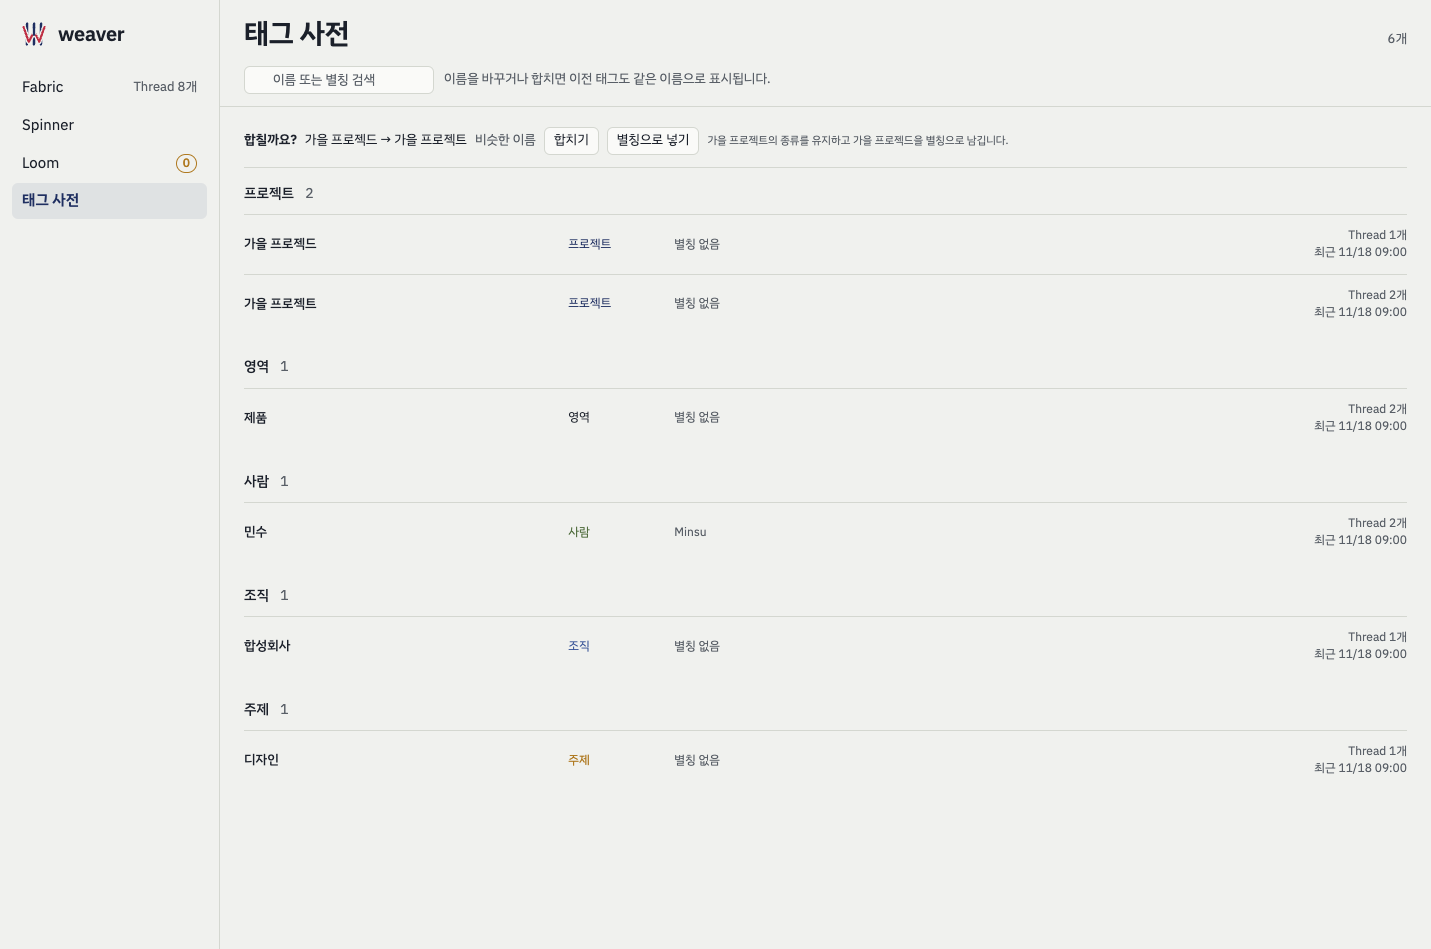 weaver
Fabric Thread 8개
Spinner
Loom 0
태그 사전
태그 사전
6개
이름 또는 별칭 검색 이름을 바꾸거나 합치면 이전 태그도 같은 이름으로 표시됩니다.
합칠까요? 가을 프로젝드 → 가을 프로젝트 비슷한 이름 합치기 별칭으로 넣기 가을 프로젝트의 종류를 유지하고 가을 프로젝드을 별칭으로 남깁니다.
프로젝트 2
가을 프로젝드 프로젝트 별칭 없음 Thread 1개
최근 11/18 09:00
가을 프로젝트 프로젝트 별칭 없음 Thread 2개
최근 11/18 09:00
영역 1
제품 영역 별칭 없음 Thread 2개
최근 11/18 09:00
사람 1
민수 사람 Minsu Thread 2개
최근 11/18 09:00
조직 1
합성회사 조직 별칭 없음 Thread 1개
최근 11/18 09:00
주제 1
디자인 주제 별칭 없음 Thread 1개
최근 11/18 09:00